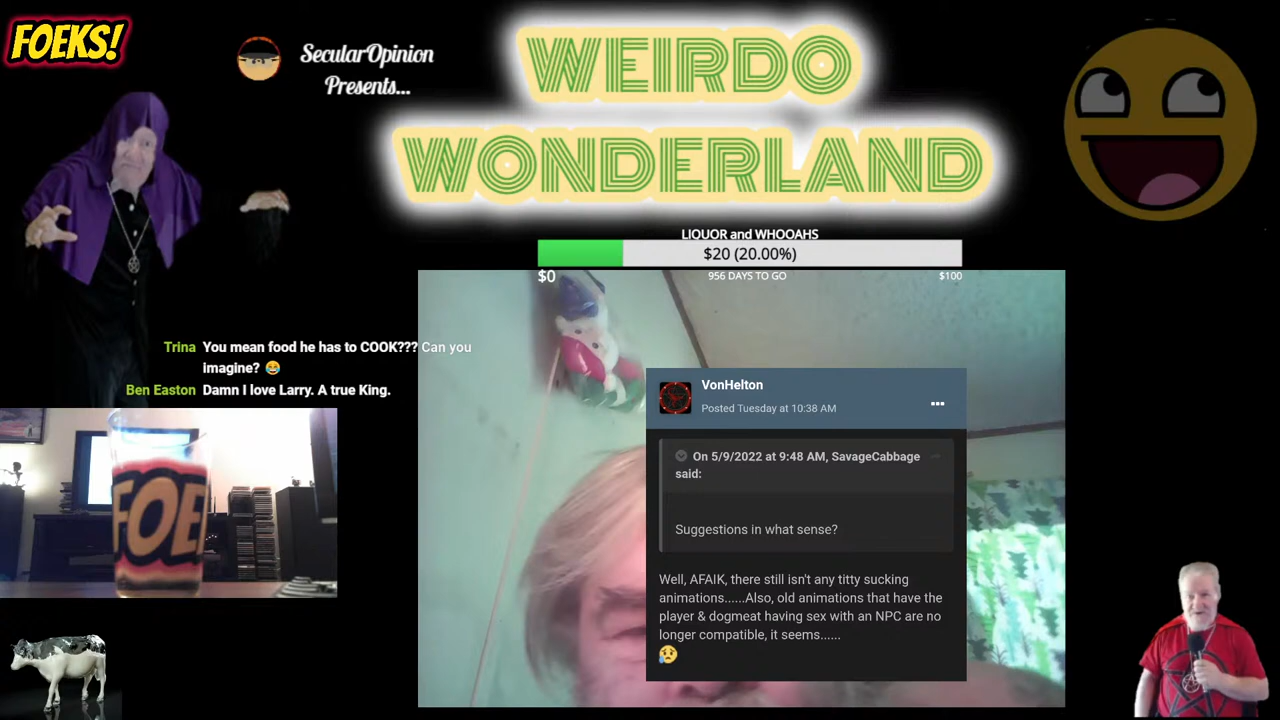 FOEKS!
SecularOpinion
Presents...
WEIRDO
WONDERLAND
LIQUOR and WHOOAHS
$20 (20.00%)
$0
956 DAYS TO GO
$100
Trina You mean food he has to COOK??? Can you
imagine? 😂
Ben Easton Damn I love Larry. A true King.
FOE
VonHelton
Posted Tuesday at 10:38 AM
...
On 5/9/2022 at 9:48 AM, SavageCabbage
said:
Suggestions in what sense?
Well, AFAIK, there still isn't any titty sucking
animations......Also, old animations that have the
player & dogmeat having sex with an NPC are no
longer compatible, it seems......
😥